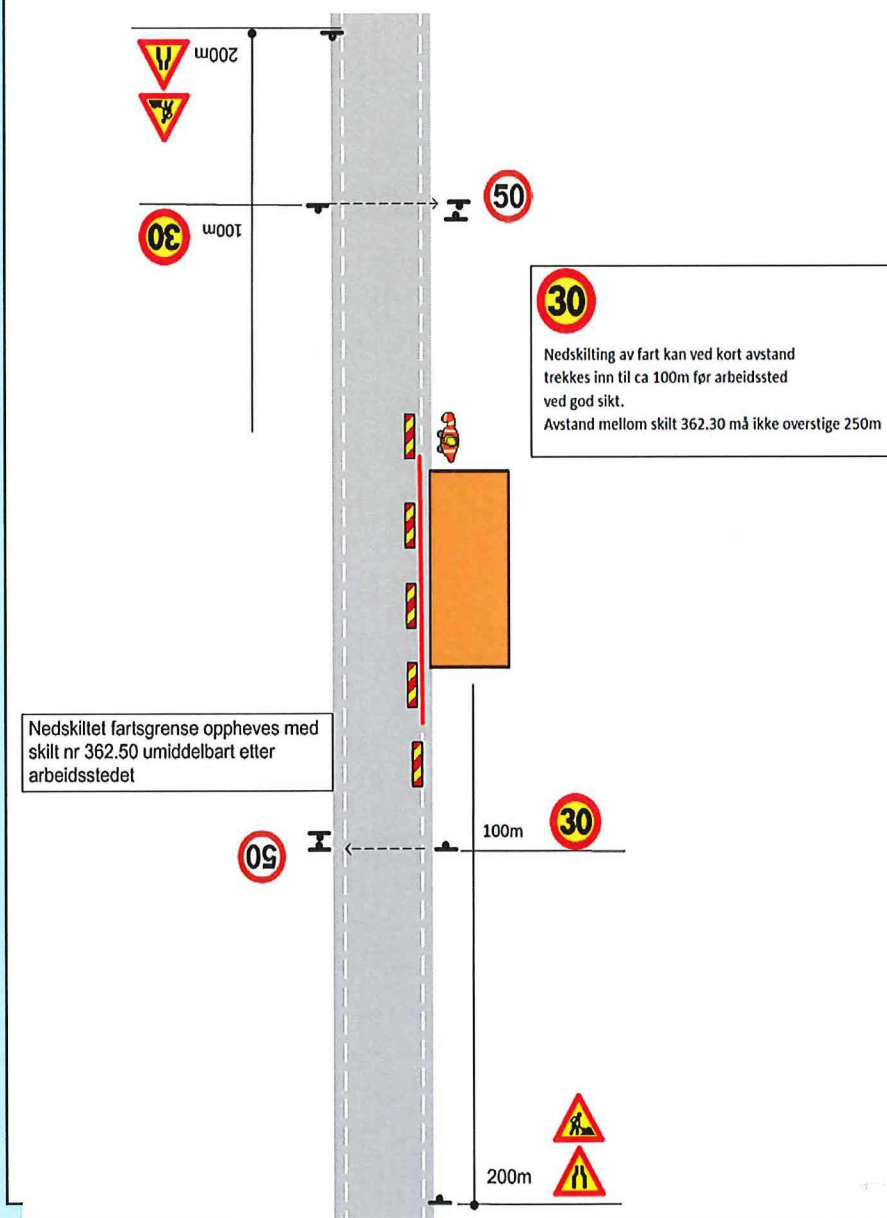 200m
50
30
100m
30
Nedskilting av fart kan ved kort avstand
trekkes inn til ca 100m før arbeidssted
ved god sikt.
Avstand mellom skilt 362.30 må ikke overstige 250m
Nedskiltet fartsgrense oppheves med
skilt nr 362.50 umiddelbart etter
arbeidsstedet
100m
30
50
200m